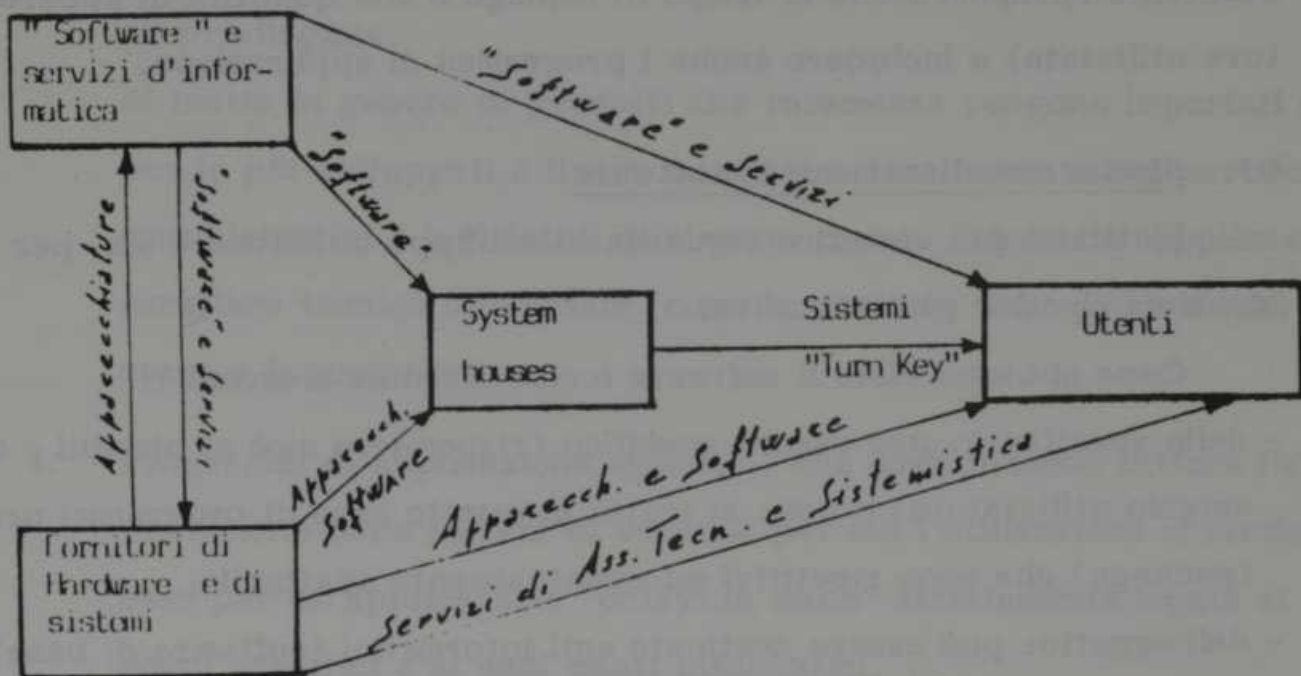 " Software " e
servizi d'infor-
matica
"Software" e Servizi
"Software"
Apparecchiature
"Software" e servizi
System
houses
Sistemi
"Turn Key"
Utenti
Apparecch.
Software
Apparecch. e Software
Servizi di Ass. Tecn. e Sistemistica
Fornitori di
Hardware e di
sistemi